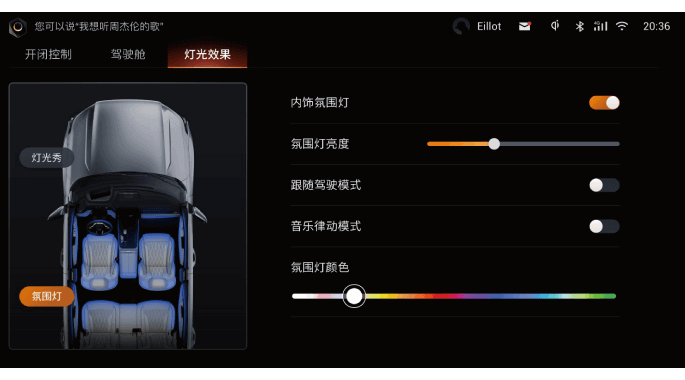 您可以说"我想听周杰伦的歌"
Eillot
Qi
4G
20:36
开闭控制
驾驶舱
灯光效果
灯光秀
氛围灯
内饰氛围灯
氛围灯亮度
跟随驾驶模式
音乐律动模式
氛围灯颜色